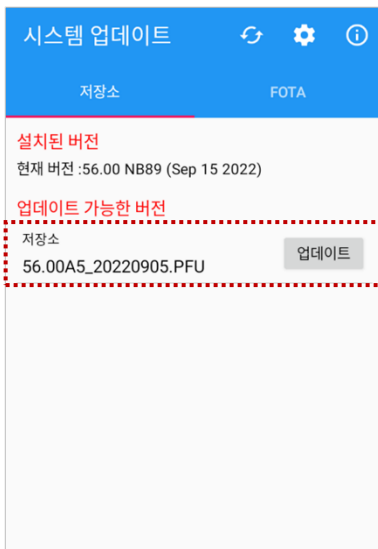 시스템 업데이트
저장소 FOTA
설치된 버전
현재 버전 :56.00 NB89 (Sep 15 2022)
업데이트 가능한 버전
저장소
56.00A5_20220905.PFU 업데이트